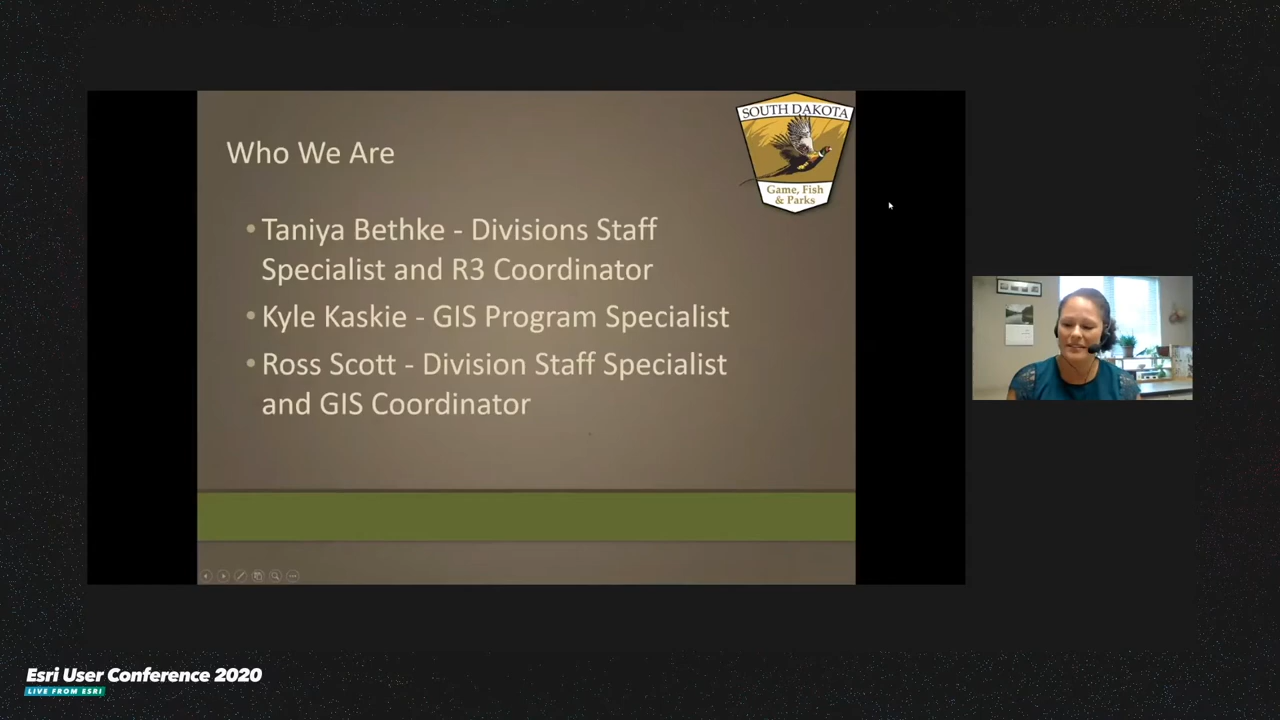 SOUTH DAKOTA
Game, Fish
& Parks
Who We Are
• Taniya Bethke - Divisions Staff
Specialist and R3 Coordinator
• Kyle Kaskie - GIS Program Specialist
• Ross Scott - Division Staff Specialist
and GIS Coordinator
Esri User Conference 2020
LIVE FROM ESRI